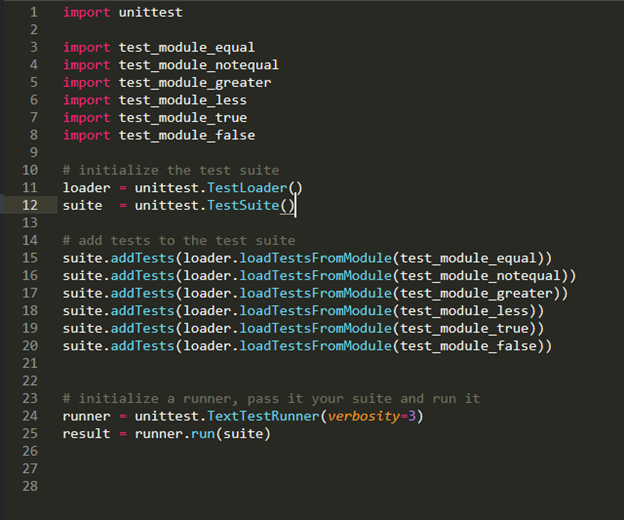 1 import unittest
2
3 import test_module_equal
4 import test_module_notequal
5 import test_module_greater
6 import test_module_less
7 import test_module_true
8 import test_module_false
9
10 # initialize the test suite
11 loader = unittest.TestLoader()
12 suite  = unittest.TestSuite()
13
14 # add tests to the test suite
15 suite.addTests(loader.loadTestsFromModule(test_module_equal))
16 suite.addTests(loader.loadTestsFromModule(test_module_notequal))
17 suite.addTests(loader.loadTestsFromModule(test_module_greater))
18 suite.addTests(loader.loadTestsFromModule(test_module_less))
19 suite.addTests(loader.loadTestsFromModule(test_module_true))
20 suite.addTests(loader.loadTestsFromModule(test_module_false))
21
22
23 # initialize a runner, pass it your suite and run it
24 runner = unittest.TextTestRunner(verbosity=3)
25 result = runner.run(suite)
26
27
28